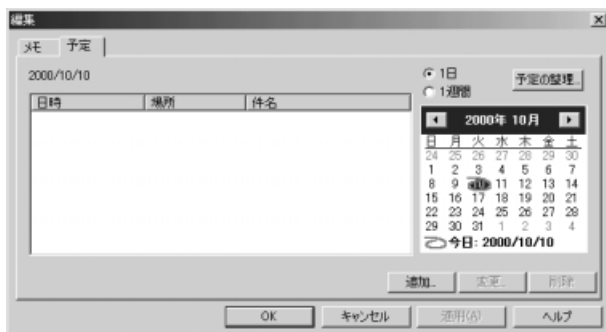 編集
メモ 予定
2000/10/10
1日
1週間
予定の整理...
日時 場所 件名
2000年 10月
日 月 火 水 木 金 土
24 25 26 27 28 29 30
1 2 3 4 5 6 7
8 9 10 11 12 13 14
15 16 17 18 19 20 21
22 23 24 25 26 27 28
29 30 31 1 2 3 4
今日: 2000/10/10
追加... 変更... 削除
OK キャンセル 適用(A) ヘルプ